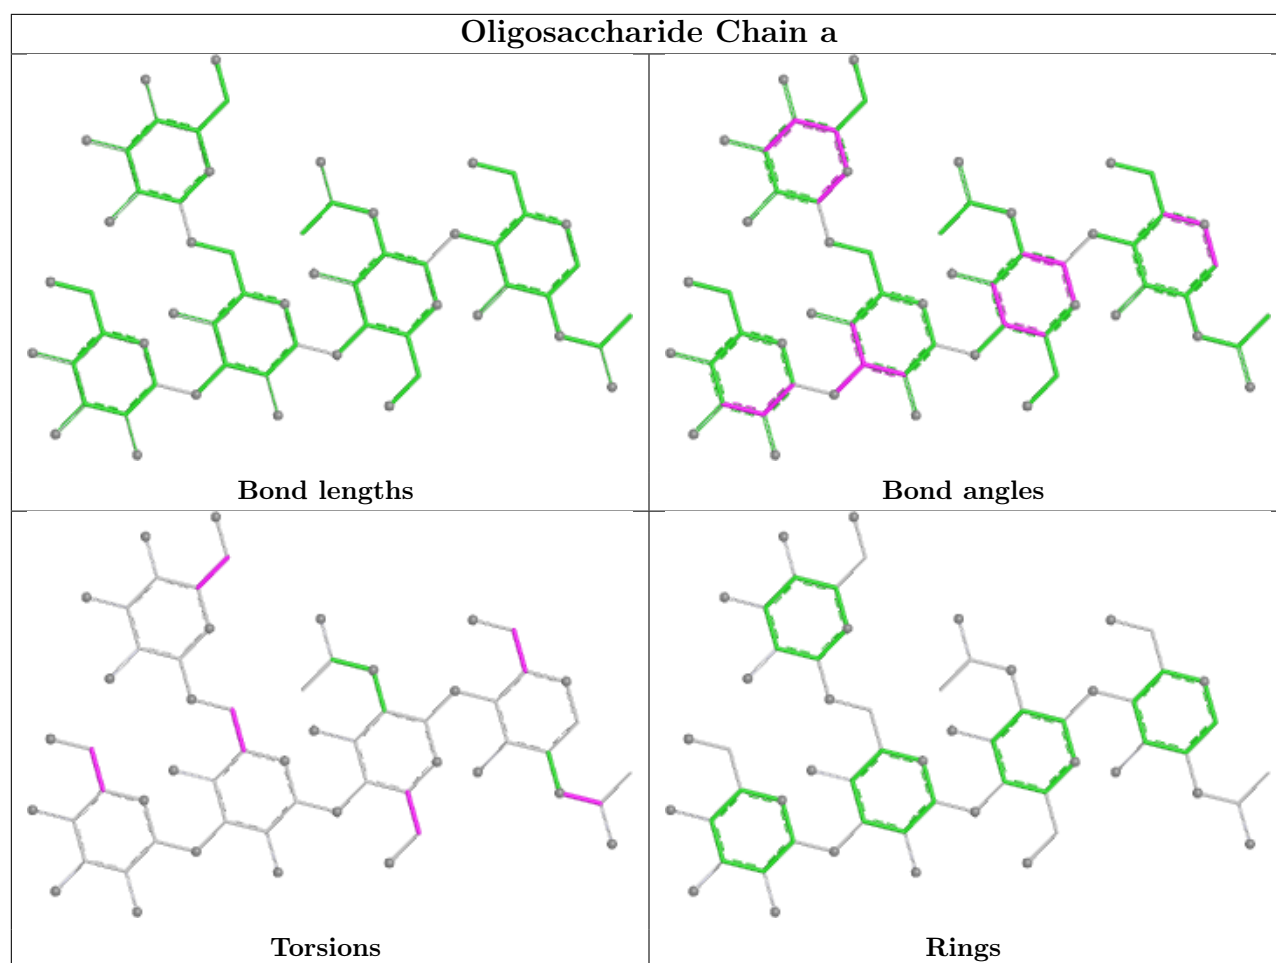 Oligosaccharide Chain a
Bond lengths
Bond angles
Torsions
Rings